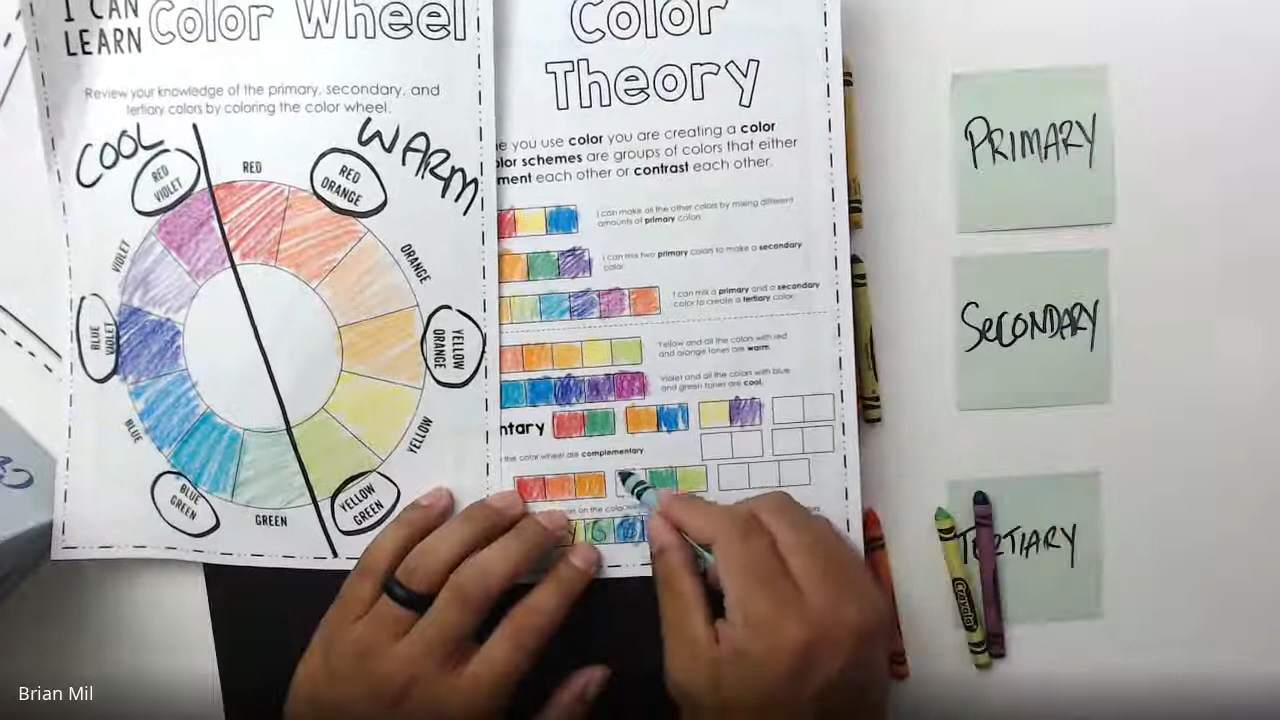 I CAN
LEARN
Color Wheel
Review your knowledge of the primary, secondary, and
tertiary colors by coloring the color wheel.
COOL
WARM
RED
VIOLET
RED
RED
ORANGE
VIOLET
ORANGE
BLUE
VIOLET
YELLOW
ORANGE
BLUE
YELLOW
BLUE
GREEN
GREEN
YELLOW
GREEN
Color
Theory
you use color you are creating a color
schemes are groups of colors that either
each other or contrast each other.
I can make all the other colors by mixing different
amounts of primary colors.
I can mix two primary colors to make a secondary
color.
I can mix a primary and a secondary
color to create a tertiary color.
Yellow and all the colors with red
and orange tones are warm.
Violet and all the colors with blue
and green tones are cool.
ntary
the color wheel are complementary.
on the color
Y G B
PRIMARY
SECONDARY
TERTIARY
crayola
Brian Mil